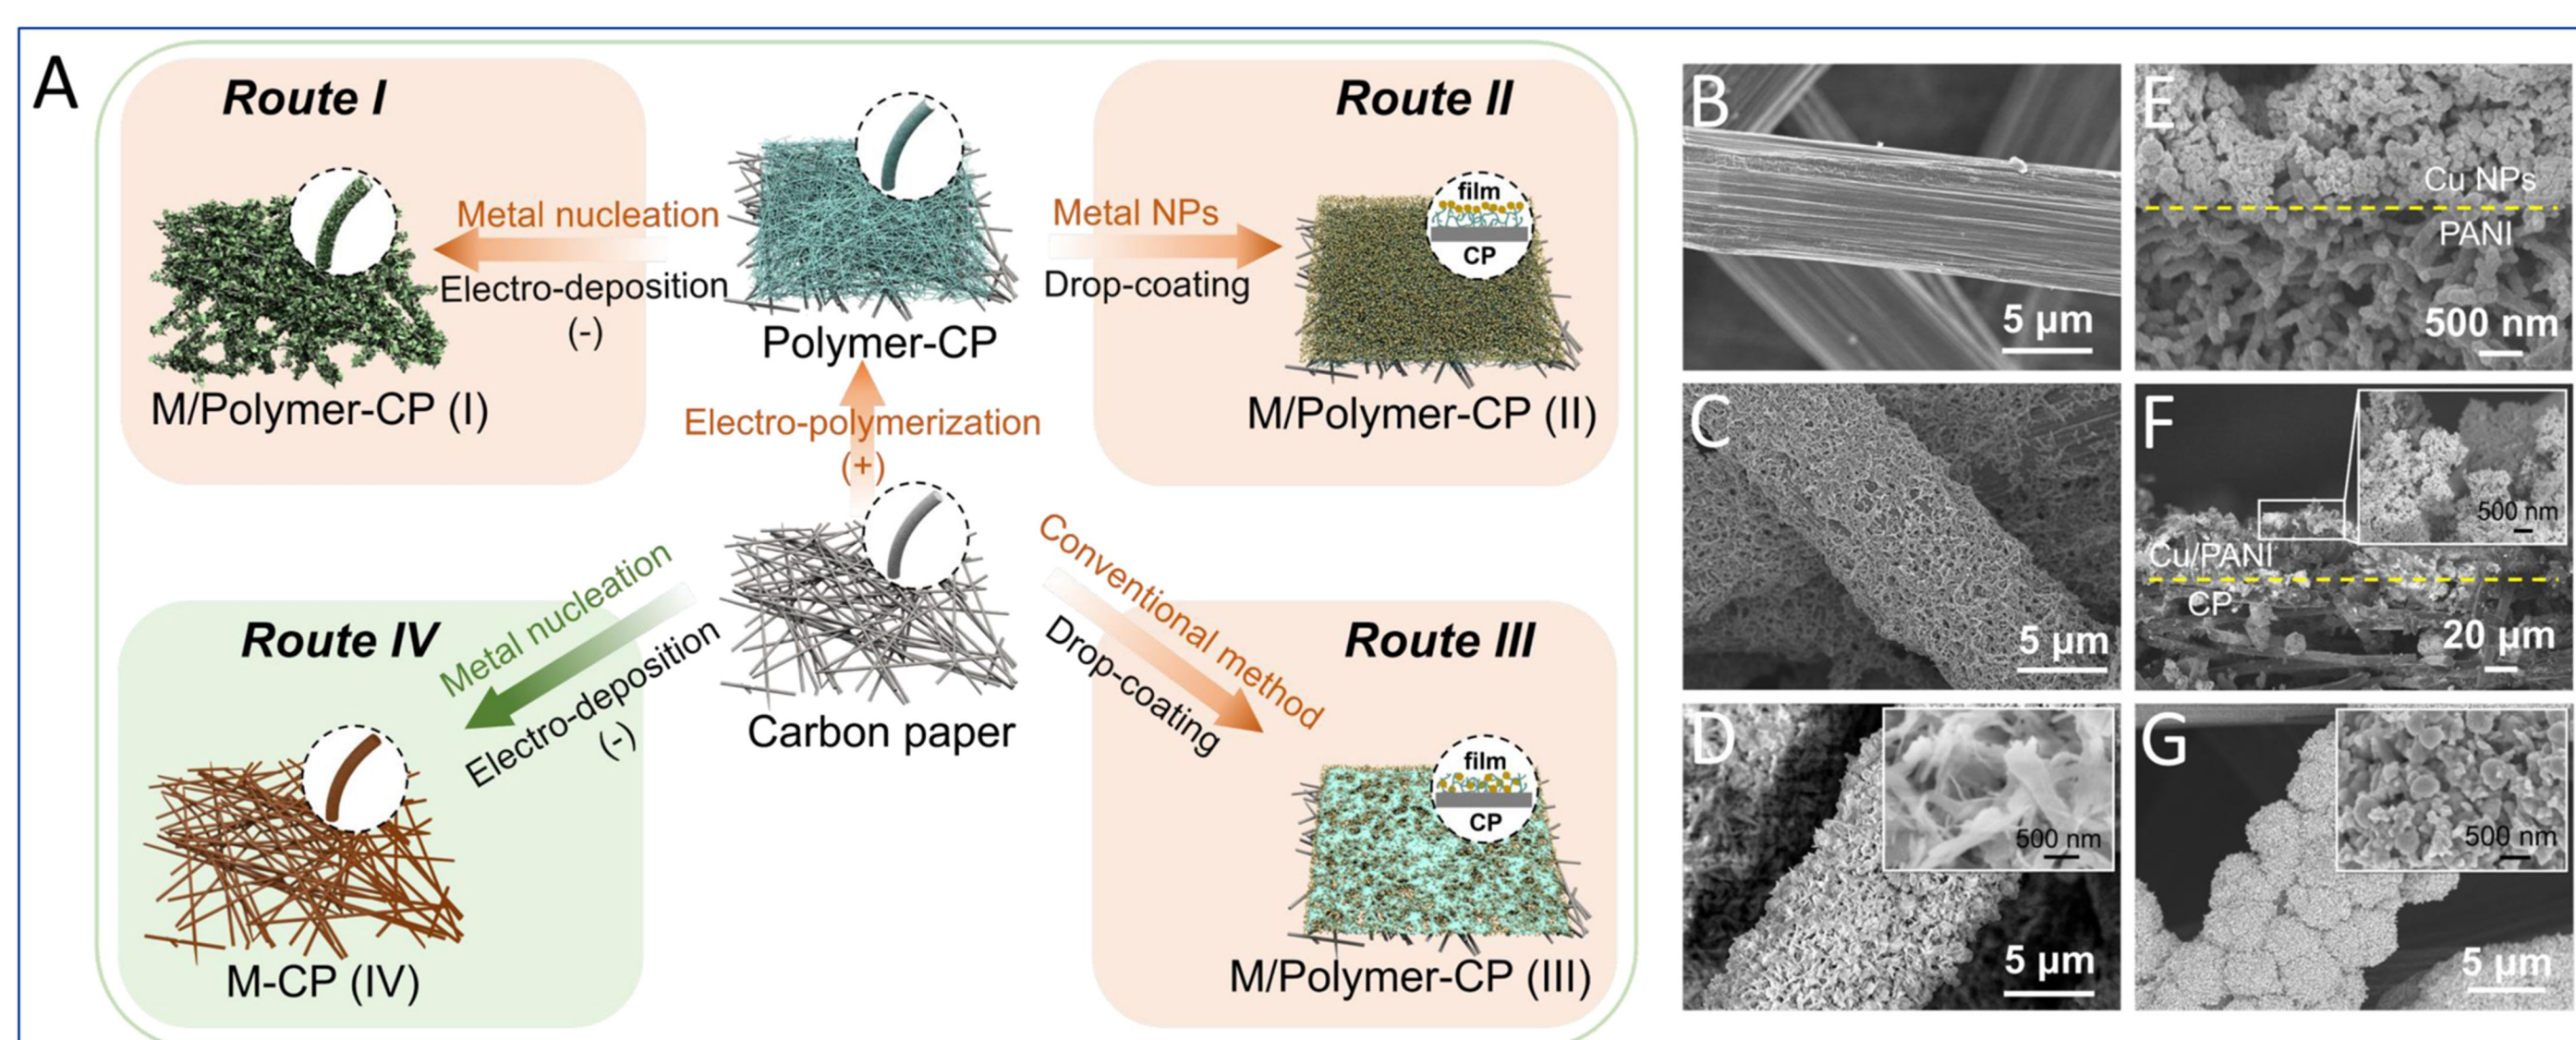 A
Route I
Metal nucleation
Electro-deposition
(-)
M/Polymer-CP (I)
Polymer-CP
Route II
Metal NPs
Drop-coating
film
CP
M/Polymer-CP (II)
Electro-polymerization
(+)
Carbon paper
Route IV
Metal nucleation
Electro-deposition
(-)
M-CP (IV)
Conventional method
Drop-coating
Route III
film
CP
M/Polymer-CP (III)
B
5 μm
C
5 μm
D
500 nm
5 μm
E
Cu NPs
PANI
500 nm
F
500 nm
Cu/PANI
CP
20 μm
G
500 nm
5 μm